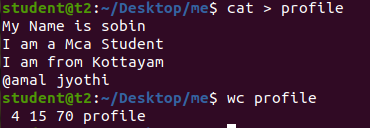 student@t2:~/Desktop/me$ cat > profile
My Name is sobin
I am a Mca Student
I am from Kottayam
@amal jyothi
student@t2:~/Desktop/me$ wc profile
 4 15 70 profile